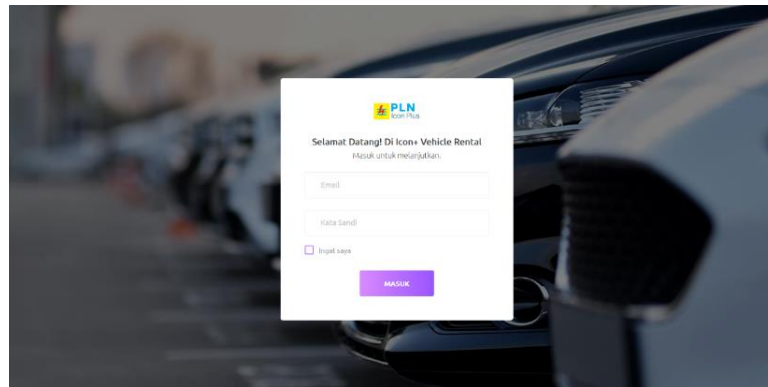 PLN
Icon Plus
Selamat Datang! Di Icon+ Vehicle Rental
Masuk untuk melanjutkan.
Email
Kata Sandi
Ingat saya
MASUK